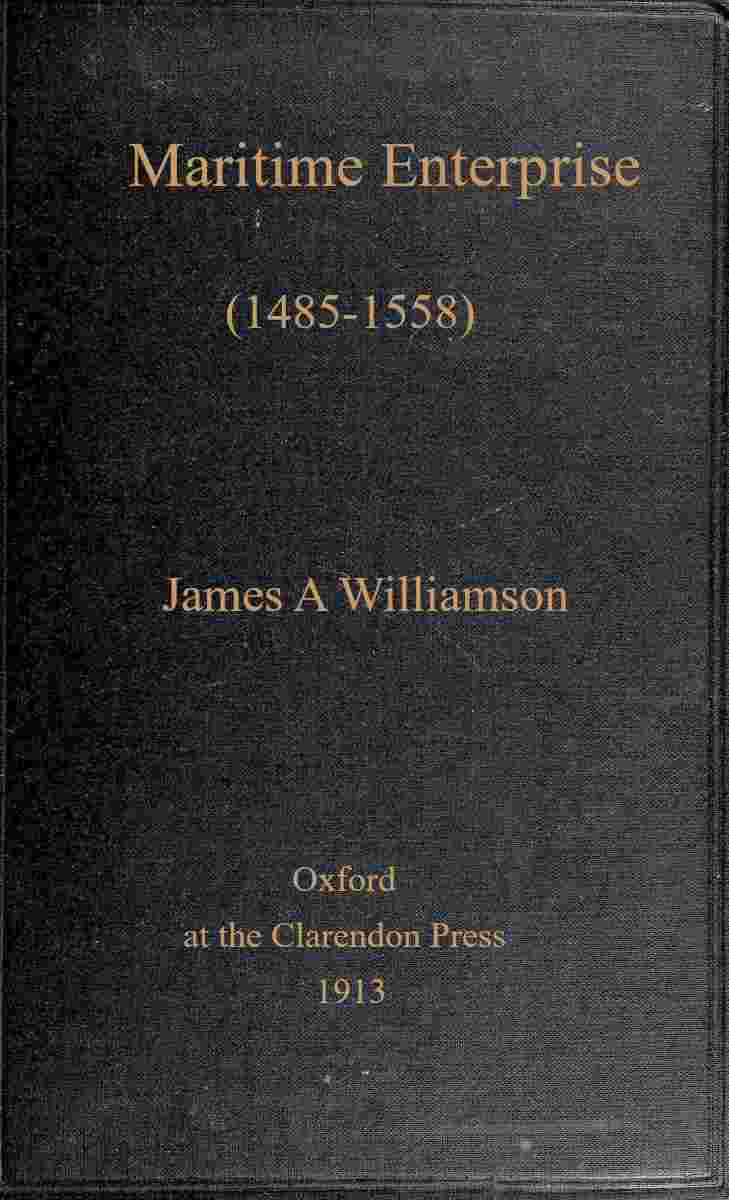 Maritime Enterprise
(1485-1558)
James A Williamson
Oxford
at the Clarendon Press
1913